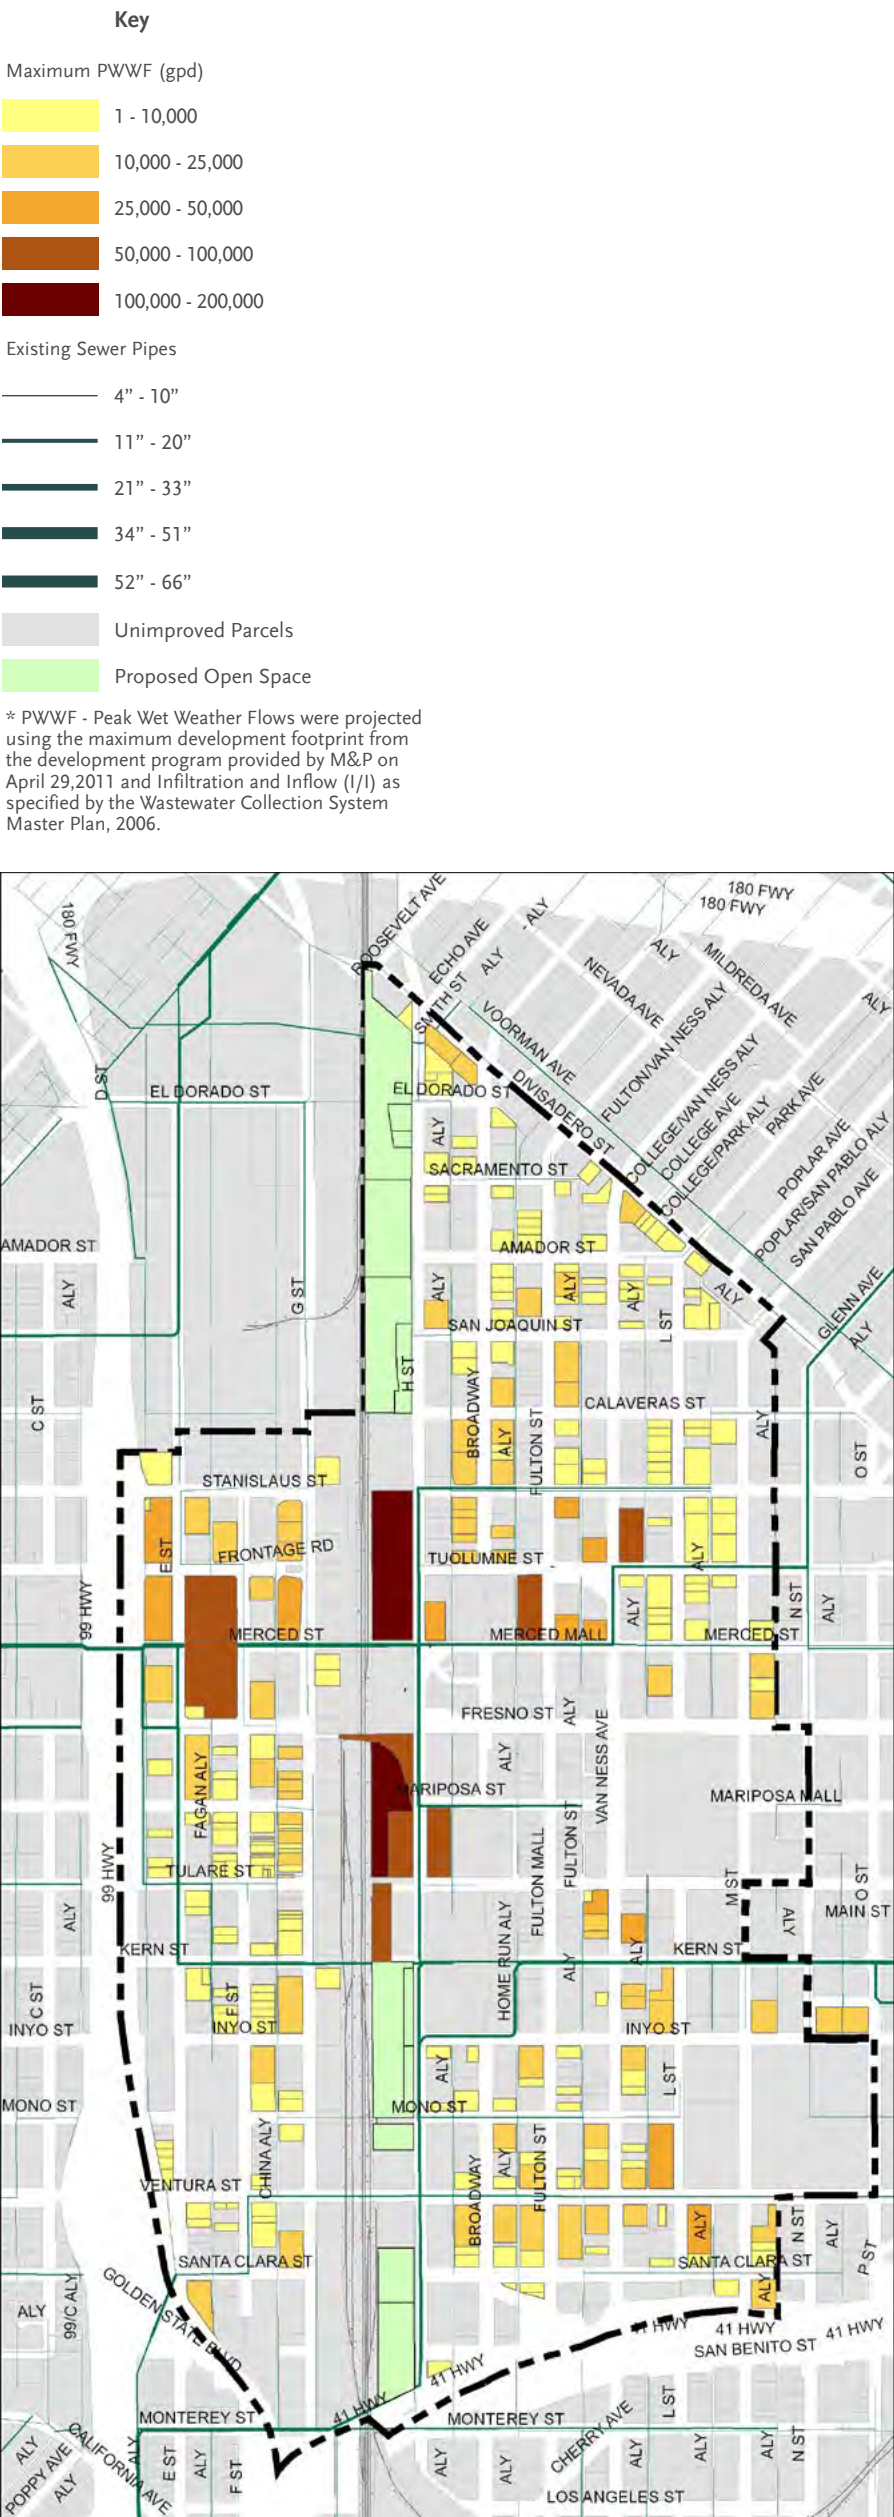 Key
Maximum PWWF (gpd)
1 - 10,000
10,000 - 25,000
25,000 - 50,000
50,000 - 100,000
100,000 - 200,000
Existing Sewer Pipes
4” - 10”
11” - 20”
21” - 33”
34” - 51”
52” - 66”
Unimproved Parcels
Proposed Open Space
* PWWF - Peak Wet Weather Flows were projected
using the maximum development footprint from
the development program provided by M&P on
April 29,2011 and Infiltration and Inflow (I/I) as
specified by the Wastewater Collection System
Master Plan, 2006.
180 FWY
180 FWY
180 FWY
ROOSEVELT AVE
ECHO AVE
ALY
ALY
ALY
NEVADA AVE
MILDREDA AVE
ALY
SMITH ST
VOORMAN AVE
FULTON/VAN NESS ALY
DIVISADERO ST
D ST
EL DORADO ST
EL DORADO ST
COLLEGE/VAN NESS ALY
COLLEGE AVE
COLLEGE/PARK ALY
PARK AVE
POPLAR AVE
POPLAR/SAN PABLO ALY
SAN PABLO AVE
ALY
SACRAMENTO ST
AMADOR ST
AMADOR ST
ALY
G ST
ALY
ALY
ALY
ALY
GLENN AVE
ALY
SAN JOAQUIN ST
L ST
H ST
C ST
BROADWAY
CALAVERAS ST
FULTON ST
ALY
ALY
O ST
STANISLAUS ST
E ST
FRONTAGE RD
TUOLUMNE ST
ALY
99 HWY
ALY
N ST
ALY
MERCED ST
MERCED MALL
MERCED ST
FRESNO ST
ALY
VAN NESS AVE
FAGAN ALY
ALY
MARIPOSA ST
MARIPOSA MALL
99 HWY
TULARE ST
FULTON MALL
FULTON ST
M ST
O ST
ALY
MAIN ST
ALY
KERN ST
HOME RUN ALY
ALY
ALY
KERN ST
C ST
F ST
INYO ST
INYO ST
INYO ST
ALY
L ST
MONO ST
MONO ST
CHINA ALY
VENTURA ST
BROADWAY
ALY
FULTON ST
ALY
N ST
ALY
P ST
SANTA CLARA ST
SANTA CLARA ST
ALY
99/C ALY
GOLDEN STATE BLVD
ALY
41 HWY
41 HWY
41 HWY
SAN BENITO ST
41 HWY
41 HWY
MONTEREY ST
MONTEREY ST
CHERRY AVE
L ST
N ST
ALY
POPPY AVE
ALY
CALIFORNIA AVE
ALY
E ST
ALY
F ST
ALY
ALY
ALY
ALY
ALY
LOS ANGELES ST